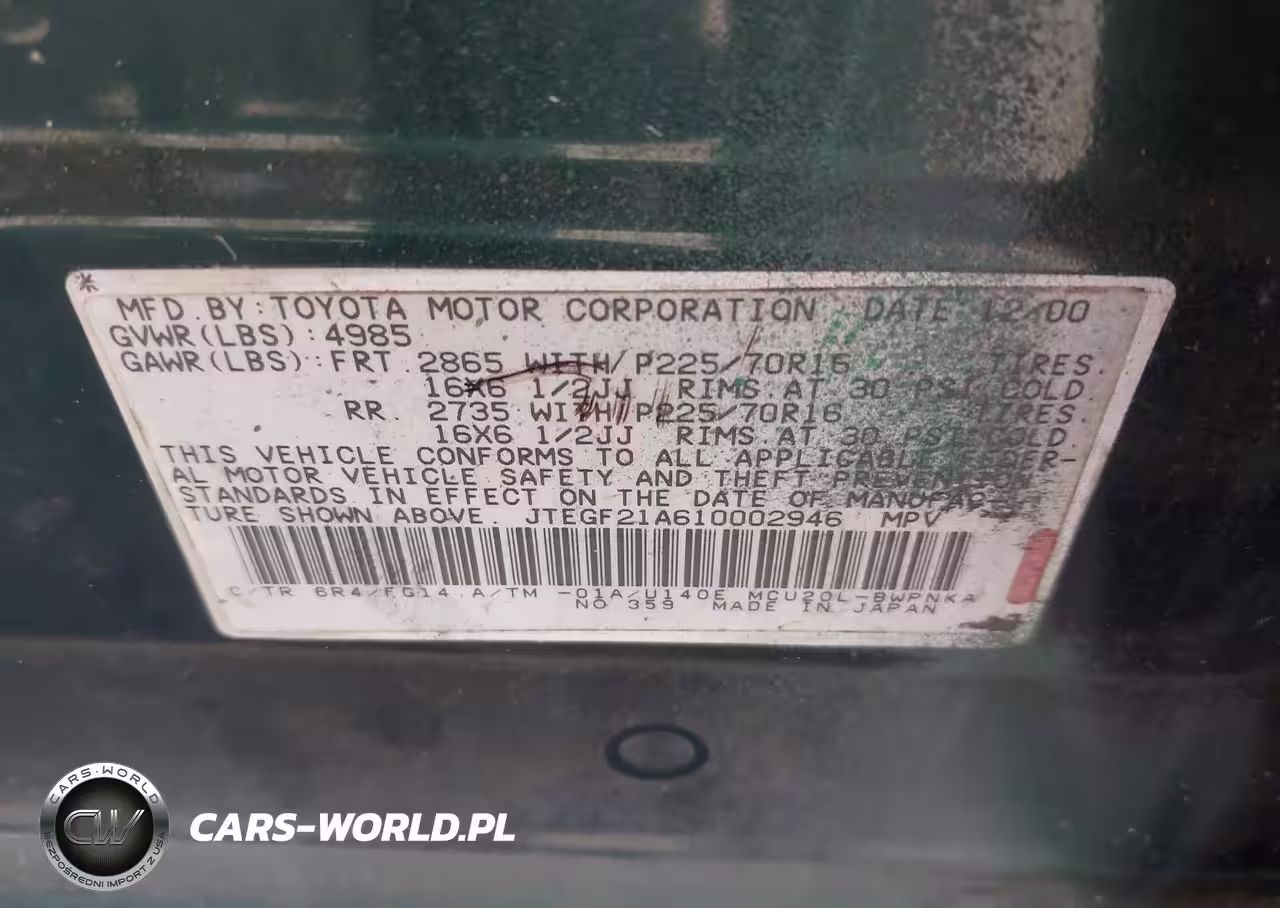 *
MFD.BY:TOYOTA MOTOR CORPORATION DATE 12/00
GVWR(LBS):4985
GAWR(LBS):FRT. 2865 WITH/P225/70R16 TIRES.
16X6 1/2JJ RIMS.AT 30 PSI COLD.
RR. 2735 WITH P225/70R16 TIRES.
16X6 1/2JJ RIMS.AT 30 PSI COLD.
THIS VEHICLE CONFORMS TO ALL APPLICABLE FEDER-
AL MOTOR VEHICLE SAFETY AND THEFT PREVENTION
STANDARDS IN EFFECT ON THE DATE OF MANUFAC-
TURE SHOWN ABOVE. JTEGF21A610002946 MPV
C/TR 6R4/FG14.A/TM -01A/U140E MCU20L-BWPNKA
NO 359 MADE IN JAPAN
CARS-WORLD
CW
BEZPOŚREDNI IMPORT Z USA
CARS-WORLD.PL